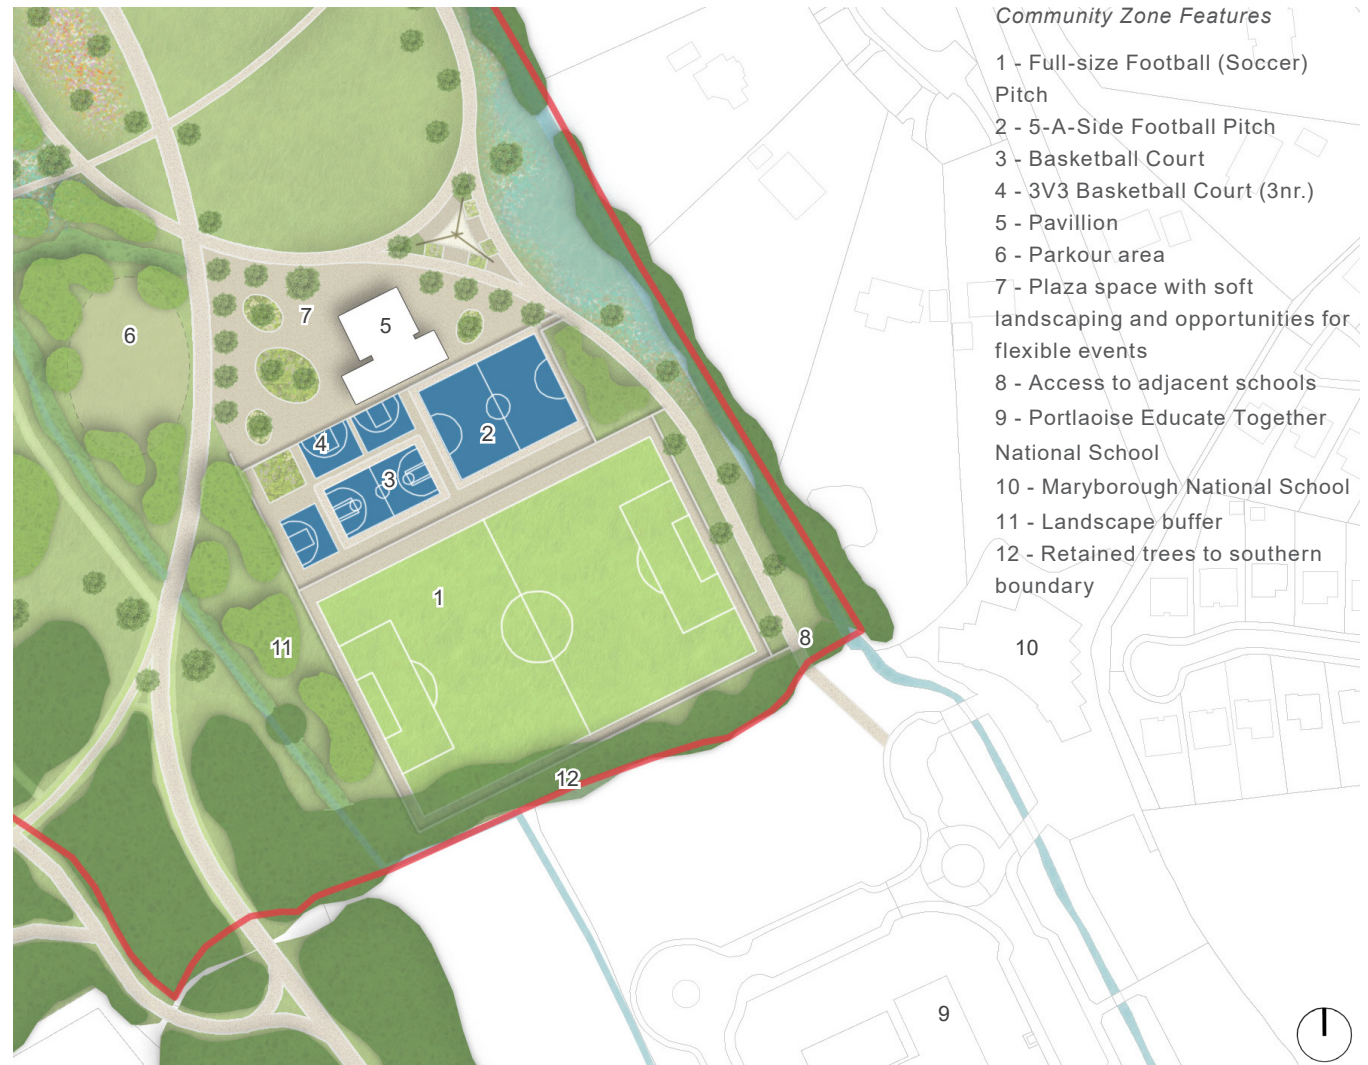 Community Zone Features
1 - Full-size Football (Soccer)
Pitch
2 - 5-A-Side Football Pitch
3 - Basketball Court
4 - 3V3 Basketball Court (3nr.)
5 - Pavillion
6 - Parkour area
7 - Plaza space with soft
landscaping and opportunities for
flexible events
8 - Access to adjacent schools
9 - Portlaoise Educate Together
National School
10 - Maryborough National School
11 - Landscape buffer
12 - Retained trees to southern
boundary
7
5
6
2
4
3
1
8
11
10
12
9